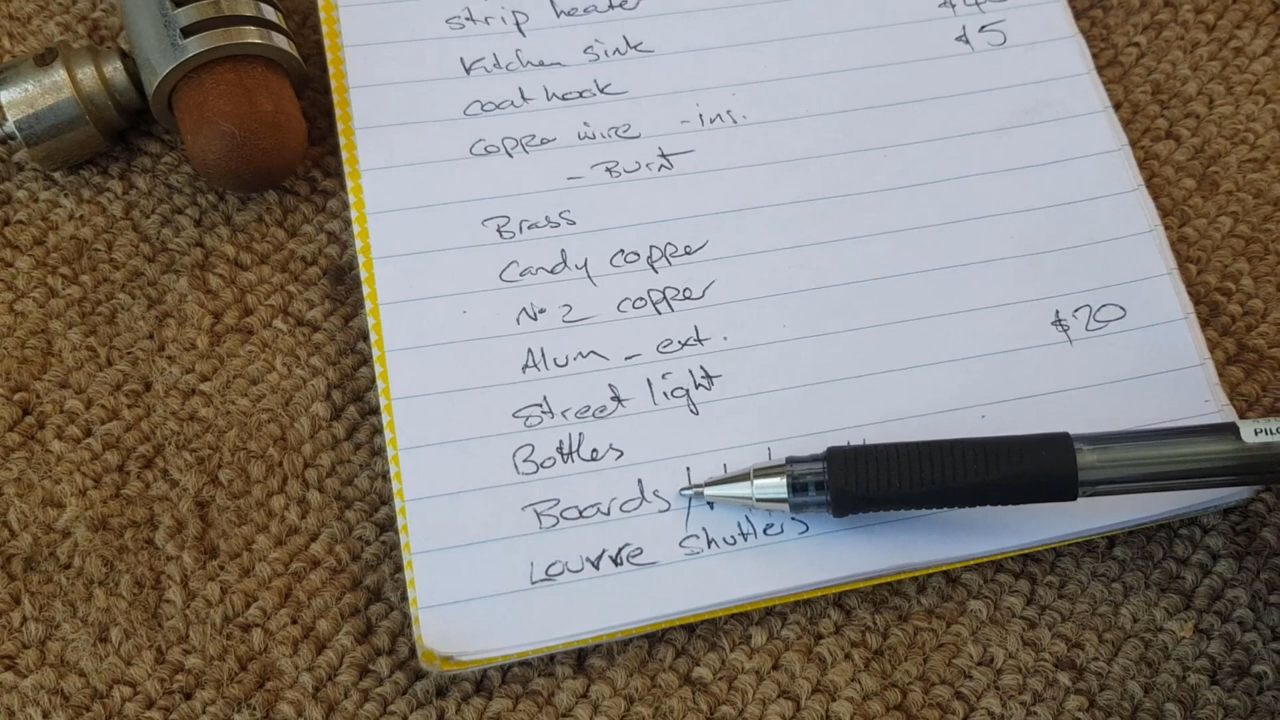 strip heater
Kitchen sink $5
coat hook
copper wire - ins.
- Burnt
Brass
Candy copper
No 2 copper
Alum - ext. $20
Street light
Bottles
Boards
Louvre shutters
PILO